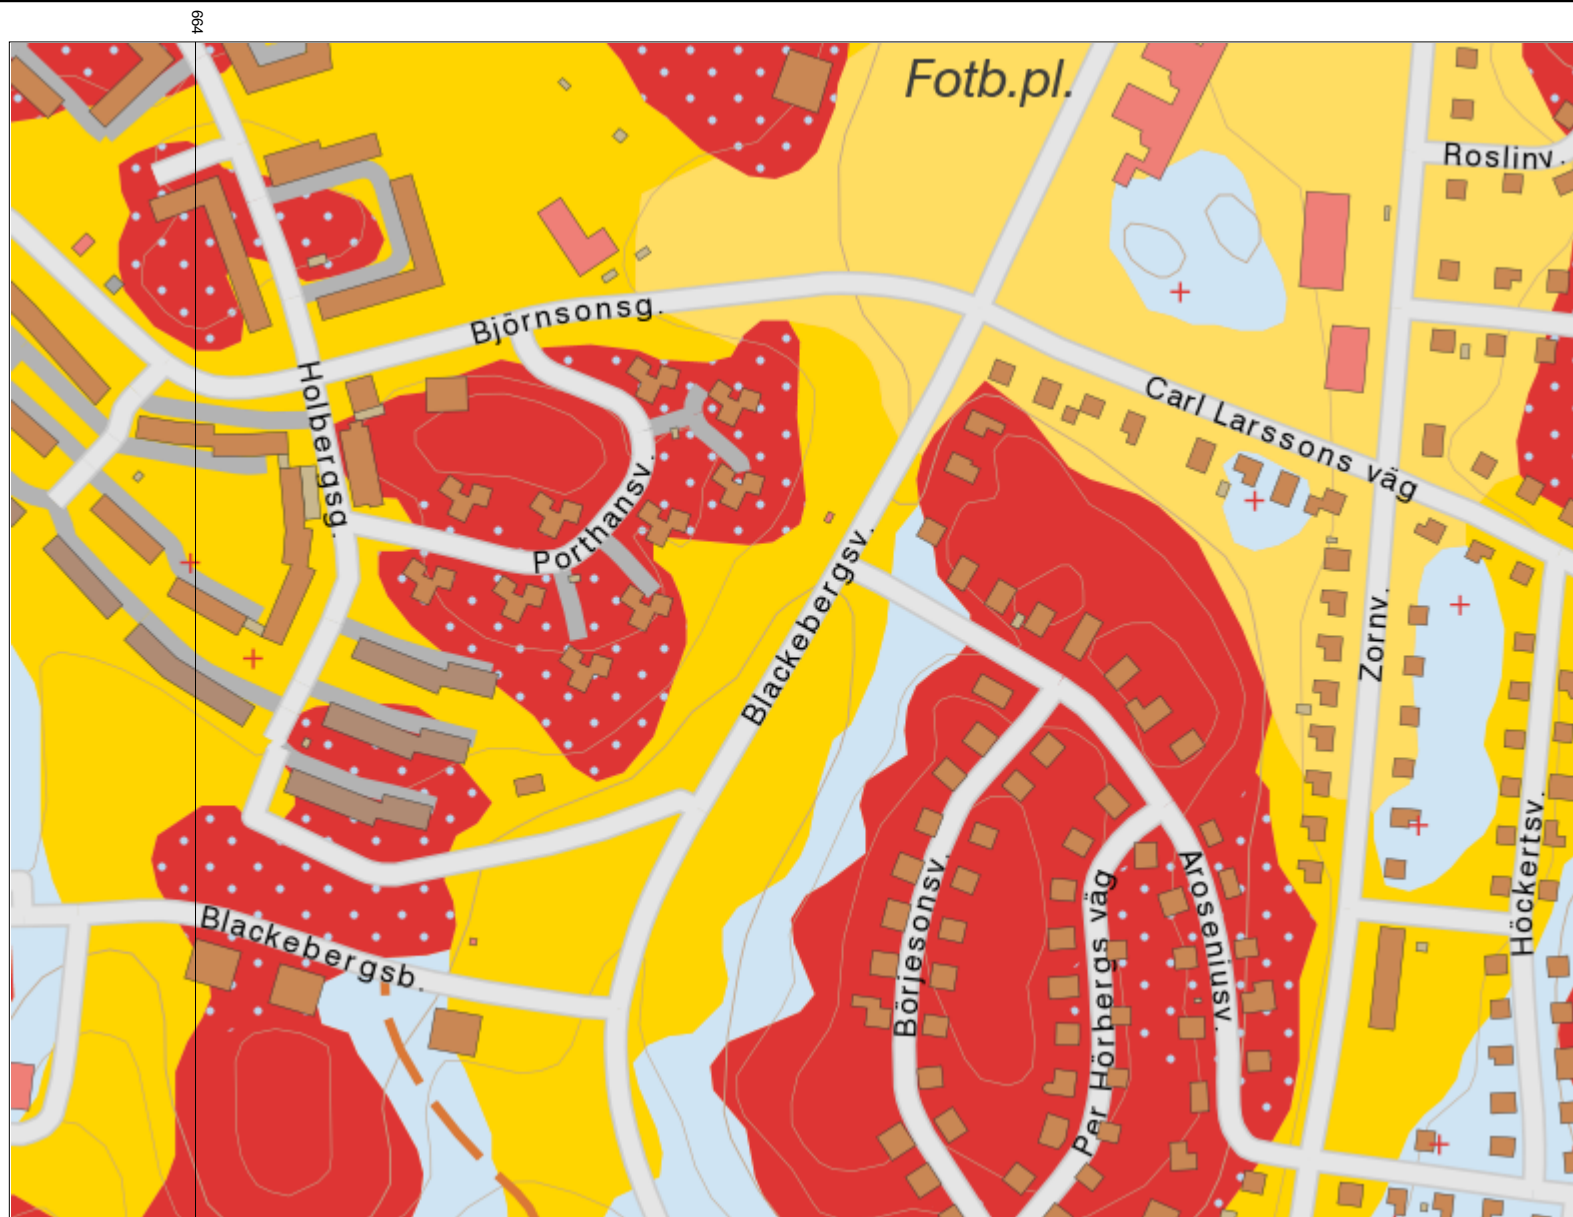 664
Fotb.pl.
Roslinv.
Björnsonsg.
Holbergsg.
Carl Larssons väg
Porthansv.
Blackebergsv.
Zornv.
Höckertsv.
Blackebergsb.
Börjesonsv.
Per Hörbergs väg
Aroseniusv.